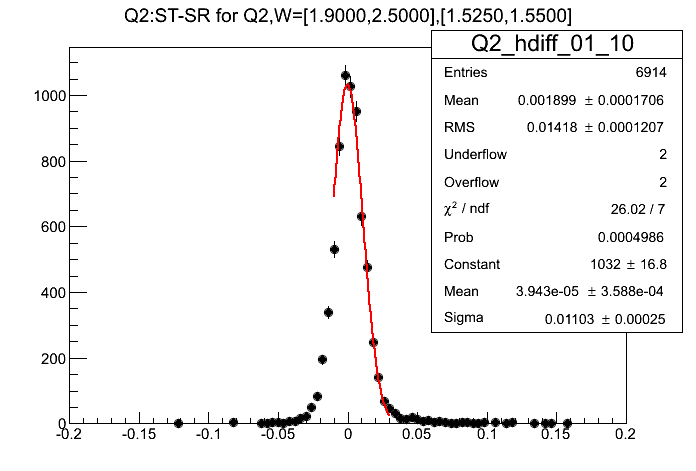 Q2:ST-SR for Q2,W=[1.9000,2.5000],[1.5250,1.5500]
Q2_hdiff_01_10
Entries 6914
Mean 0.001899 ± 0.0001706
RMS 0.01418 ± 0.0001207
Underflow 2
Overflow 2
χ² / ndf 26.02 / 7
Prob 0.0004986
Constant 1032 ± 16.8
Mean 3.943e-05 ± 3.588e-04
Sigma 0.01103 ± 0.00025
1000
800
600
400
200
0
-0.2 -0.15 -0.1 -0.05 0 0.05 0.1 0.15 0.2